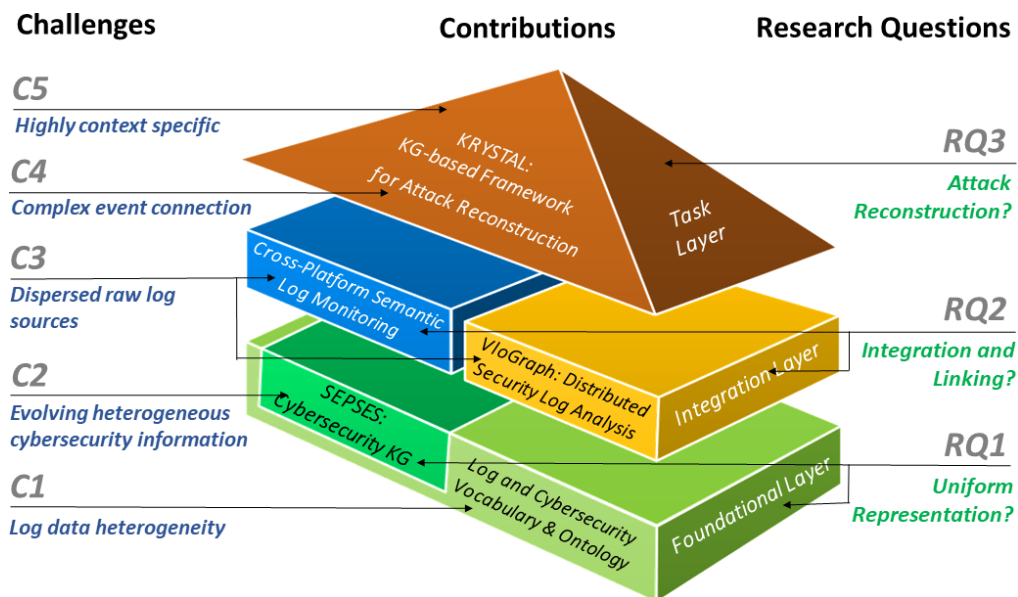 Challenges
Contributions
Research Questions
C5
Highly context specific
C4
Complex event connection
C3
Dispersed raw log
sources
C2
Evolving heterogeneous
cybersecurity information
C1
Log data heterogeneity
KRYSTAL:
KG-based Framework
for Attack Reconstruction
Task
Layer
Cross-Platform Semantic
Log Monitoring
VloGraph: Distributed
Security Log Analysis
Integration Layer
SEPSES:
Cybersecurity KG
Log and Cybersecurity
Vocabulary & Ontology
Foundational Layer
RQ3
Attack
Reconstruction?
RQ2
Integration and
Linking?
RQ1
Uniform
Representation?